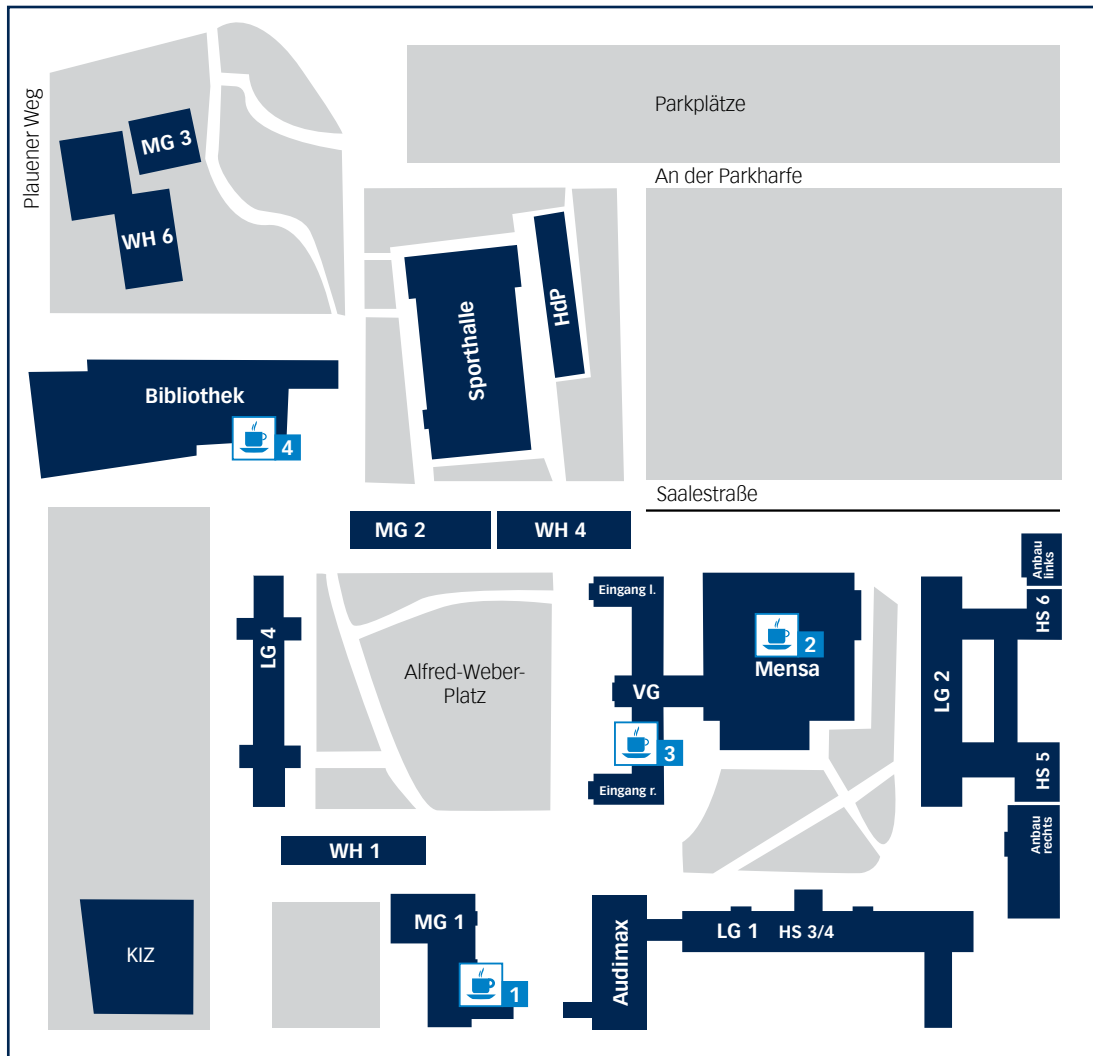 Parkplätze
Plauener Weg
MG 3
An der Parkharfe
WH 6
HdP
Sporthalle
Bibliothek
4
Saalestraße
MG 2
WH 4
Anbau
links
Eingang l.
HS 6
LG 4
2
Mensa
Alfred-Weber-
Platz
VG
LG 2
3
HS 5
Eingang r.
Anbau
rechts
WH 1
MG 1
LG 1
HS 3/4
KIZ
Audimax
1